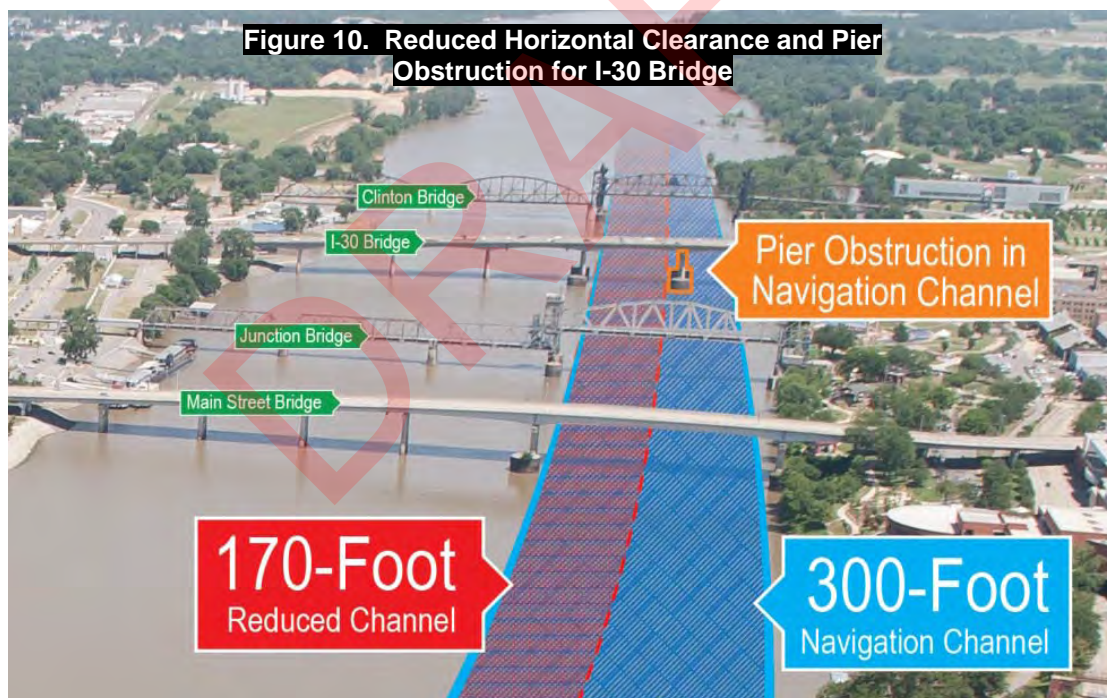 Figure 10. Reduced Horizontal Clearance and Pier
Obstruction for I-30 Bridge
Clinton Bridge
I-30 Bridge
Pier Obstruction in
Navigation Channel
Junction Bridge
Main Street Bridge
170-Foot
Reduced Channel
300-Foot
Navigation Channel